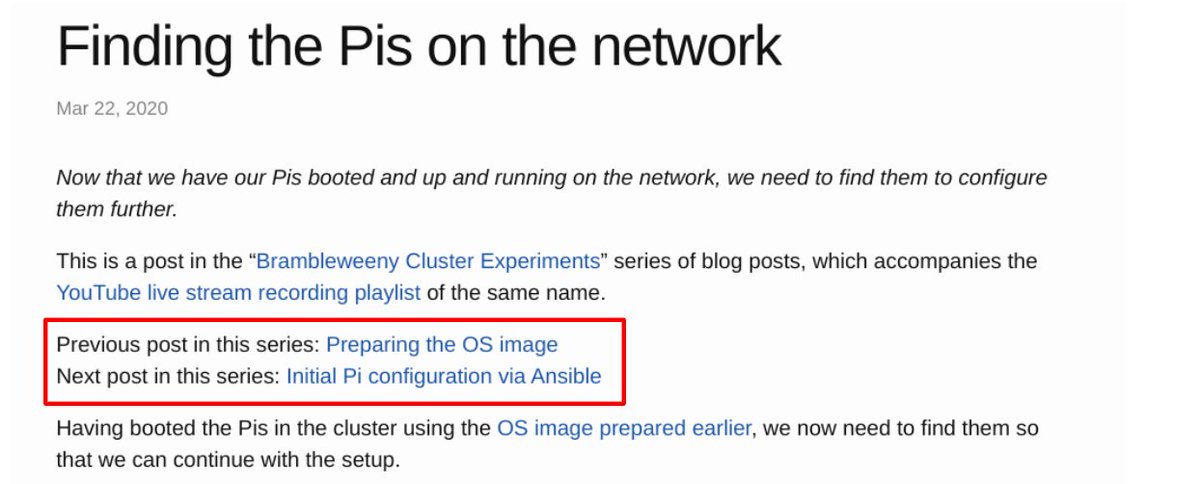 Finding the Pis on the network
Mar 22, 2020
Now that we have our Pis booted and up and running on the network, we need to find them to configure
them further.
This is a post in the “Brambleweeny Cluster Experiments” series of blog posts, which accompanies the
YouTube live stream recording playlist of the same name.
Previous post in this series: Preparing the OS image
Next post in this series: Initial Pi configuration via Ansible
Having booted the Pis in the cluster using the OS image prepared earlier, we now need to find them so
that we can continue with the setup.